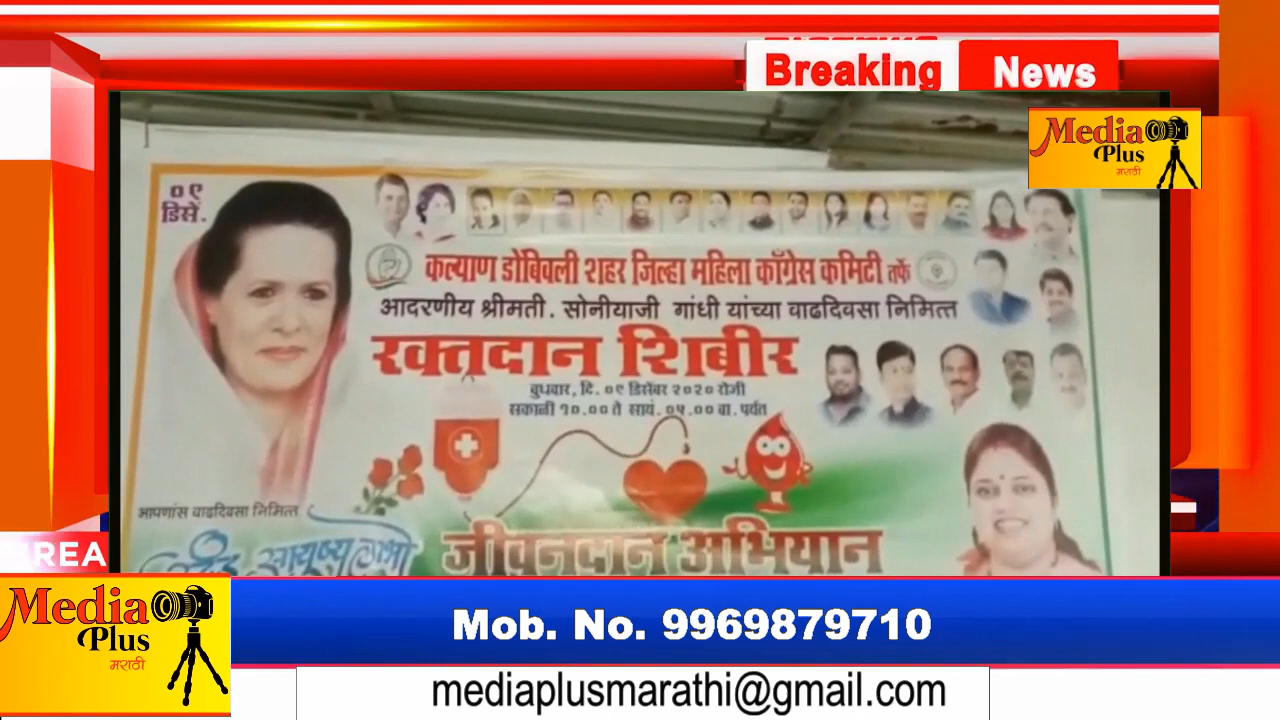 Breaking News
Media
Plus
मराठी
०९
डिसें.
कल्याण डोंबिवली शहर जिल्हा महिला काँग्रेस कमिटी तर्फे
आदरणीय श्रीमती. सोनीयाजी गांधी यांच्या वाढदिवसा निमित्त
रक्तदान शिबीर
बुधवार, दि. ०९ डिसेंबर २०२० रोजी
सकाळी १०.०० ते सायं. ०५.०० वा. पर्यंत
आपणांस वाढदिवसा निमित्त
जीवनदान अभियान
REA
Media
Plus
मराठी
Mob. No. 9969879710
mediaplusmarathi@gmail.com